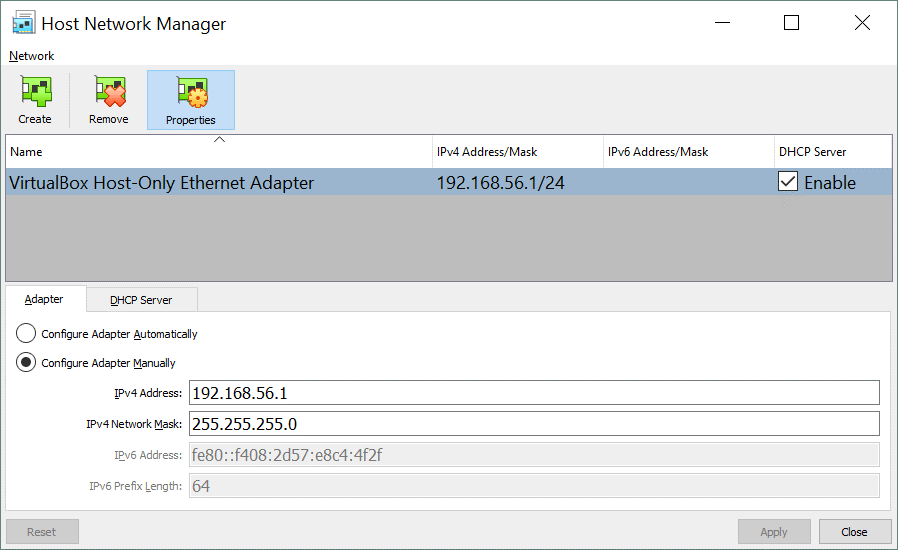 Host Network Manager
Network
Create Remove Properties
Name IPv4 Address/Mask IPv6 Address/Mask DHCP Server
VirtualBox Host-Only Ethernet Adapter 192.168.56.1/24 Enable
Adapter DHCP Server
Configure Adapter Automatically
Configure Adapter Manually
IPv4 Address: 192.168.56.1
IPv4 Network Mask: 255.255.255.0
IPv6 Address: fe80::f408:2d57:e8c4:4f2f
IPv6 Prefix Length: 64
Reset Apply Close